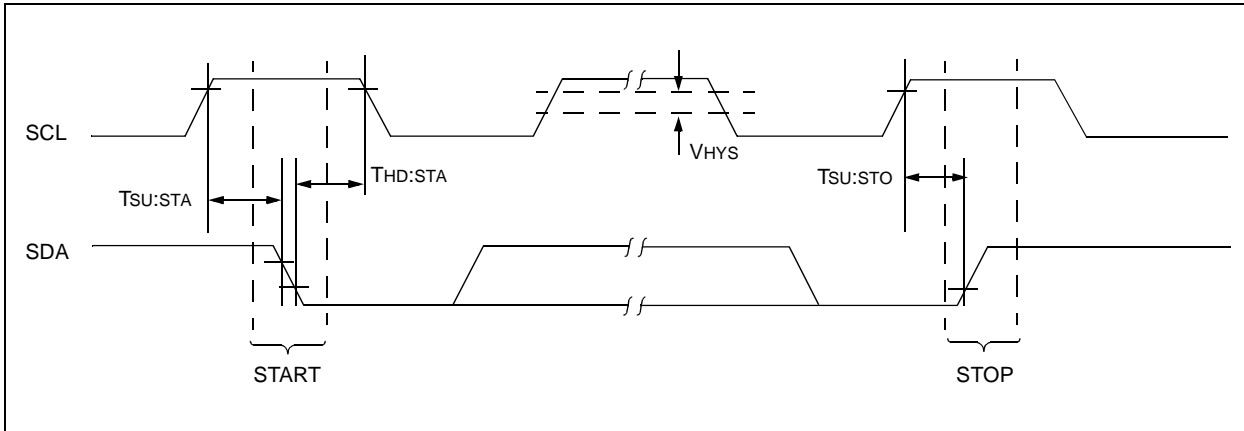 SCL
VHYS
THD:STA
TSU:STA
TSU:STO
SDA
START
STOP